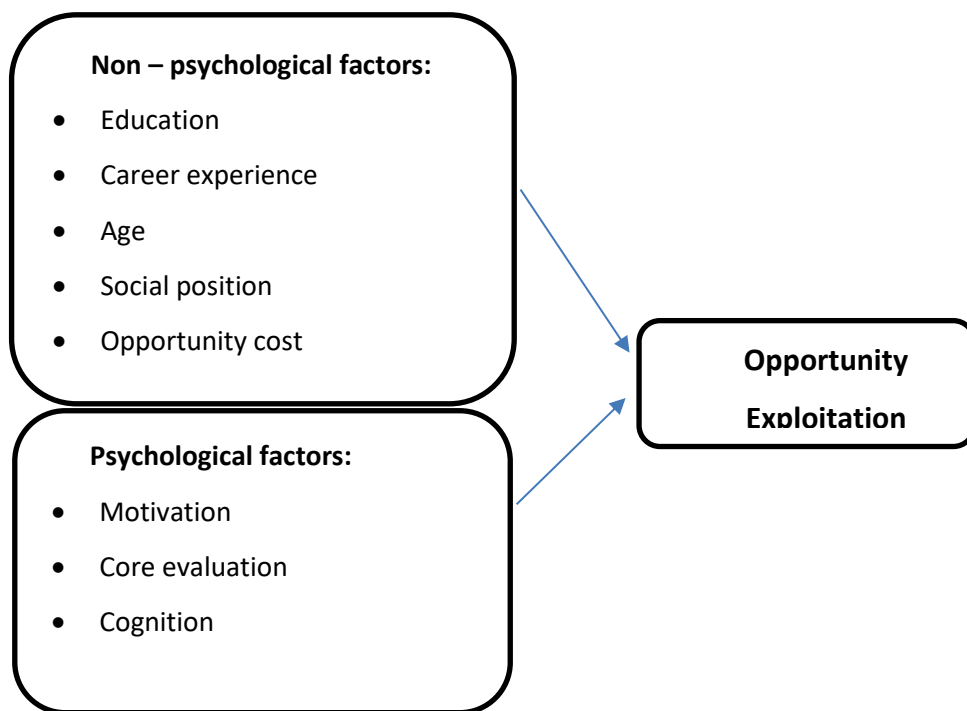 Non – psychological factors:
• Education
• Career experience
• Age
• Social position
• Opportunity cost
Psychological factors:
• Motivation
• Core evaluation
• Cognition
Opportunity
Exploitation